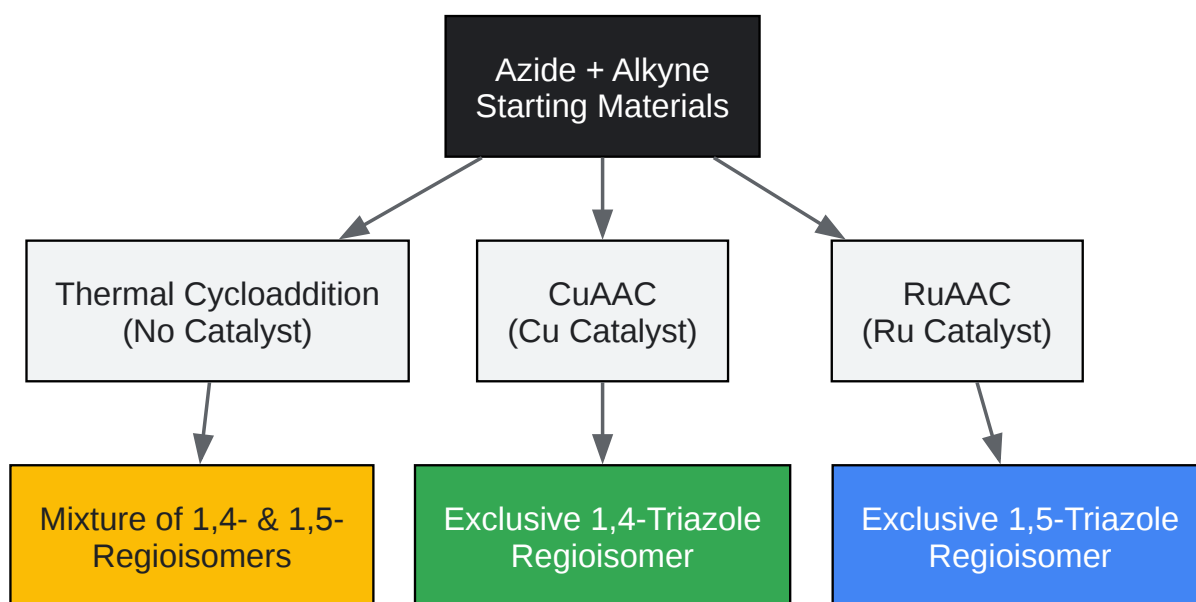 Azide + Alkyne
Starting Materials
Thermal Cycloaddition
(No Catalyst)
CuAAC
(Cu Catalyst)
RuAAC
(Ru Catalyst)
Mixture of 1,4- & 1,5-
Regioisomers
Exclusive 1,4-Triazole
Regioisomer
Exclusive 1,5-Triazole
Regioisomer